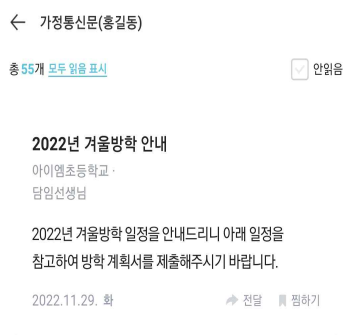 가정통신문(홍길동)
총 55개 모두 읽음 표시
안읽음
2022년 겨울방학 안내
아이엠초등학교 ·
담임선생님
2022년 겨울방학 일정을 안내드리니 아래 일정을
참고하여 방학 계획서를 제출해주시기 바랍니다.
2022.11.29. 화
전달
찜하기